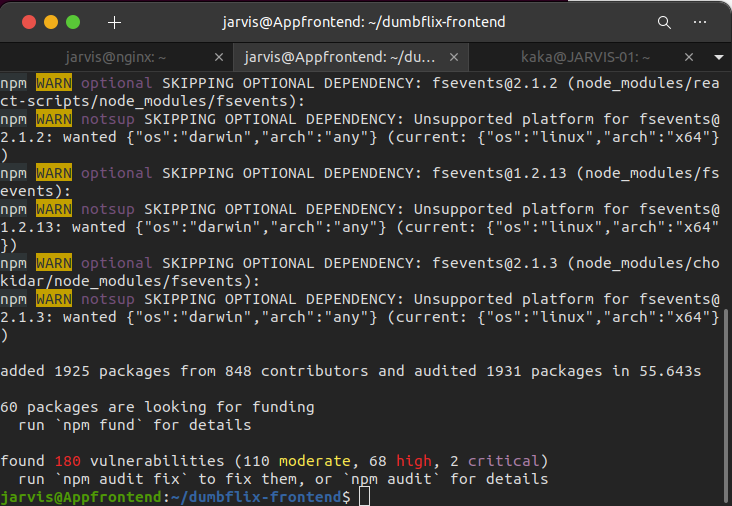 jarvis@Appfrontend: ~/dumbflix-frontend
jarvis@nginx: ~
jarvis@Appfrontend: ~/du...
kaka@JARVIS-01: ~
npm WARN optional SKIPPING OPTIONAL DEPENDENCY: fsevents@2.1.2 (node_modules/rea
ct-scripts/node_modules/fsevents):
npm WARN notsup SKIPPING OPTIONAL DEPENDENCY: Unsupported platform for fsevents@
2.1.2: wanted {"os":"darwin","arch":"any"} (current: {"os":"linux","arch":"x64"}
)
npm WARN optional SKIPPING OPTIONAL DEPENDENCY: fsevents@1.2.13 (node_modules/fs
events):
npm WARN notsup SKIPPING OPTIONAL DEPENDENCY: Unsupported platform for fsevents@
1.2.13: wanted {"os":"darwin","arch":"any"} (current: {"os":"linux","arch":"x64"
})
npm WARN optional SKIPPING OPTIONAL DEPENDENCY: fsevents@2.1.3 (node_modules/cho
kidar/node_modules/fsevents):
npm WARN notsup SKIPPING OPTIONAL DEPENDENCY: Unsupported platform for fsevents@
2.1.3: wanted {"os":"darwin","arch":"any"} (current: {"os":"linux","arch":"x64"}
)
added 1925 packages from 848 contributors and audited 1931 packages in 55.643s
60 packages are looking for funding
run `npm fund` for details
found 180 vulnerabilities (110 moderate, 68 high, 2 critical)
run `npm audit fix` to fix them, or `npm audit` for details
jarvis@Appfrontend:~/dumbflix-frontend$